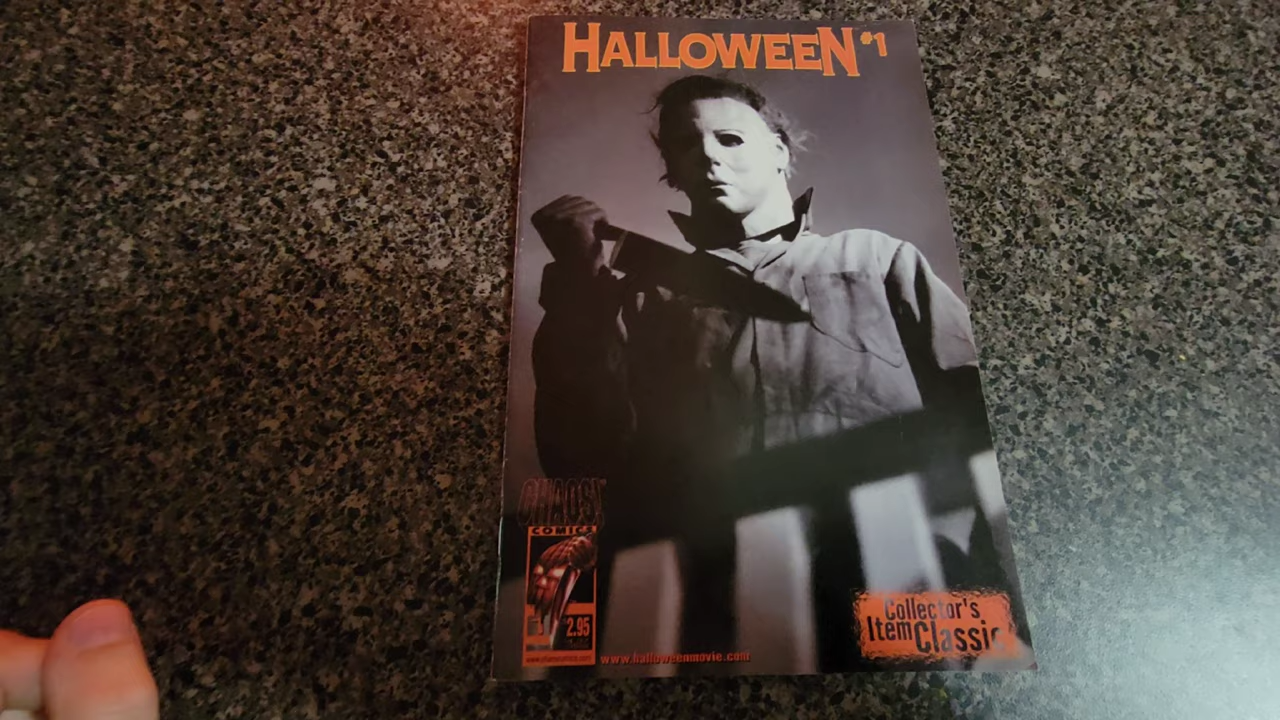 HALLOWEEN #1
CHAOS!
COMICS
$2.95
www.chaoscomics.com
www.halloweenmovie.com
Collector's
Item Classic